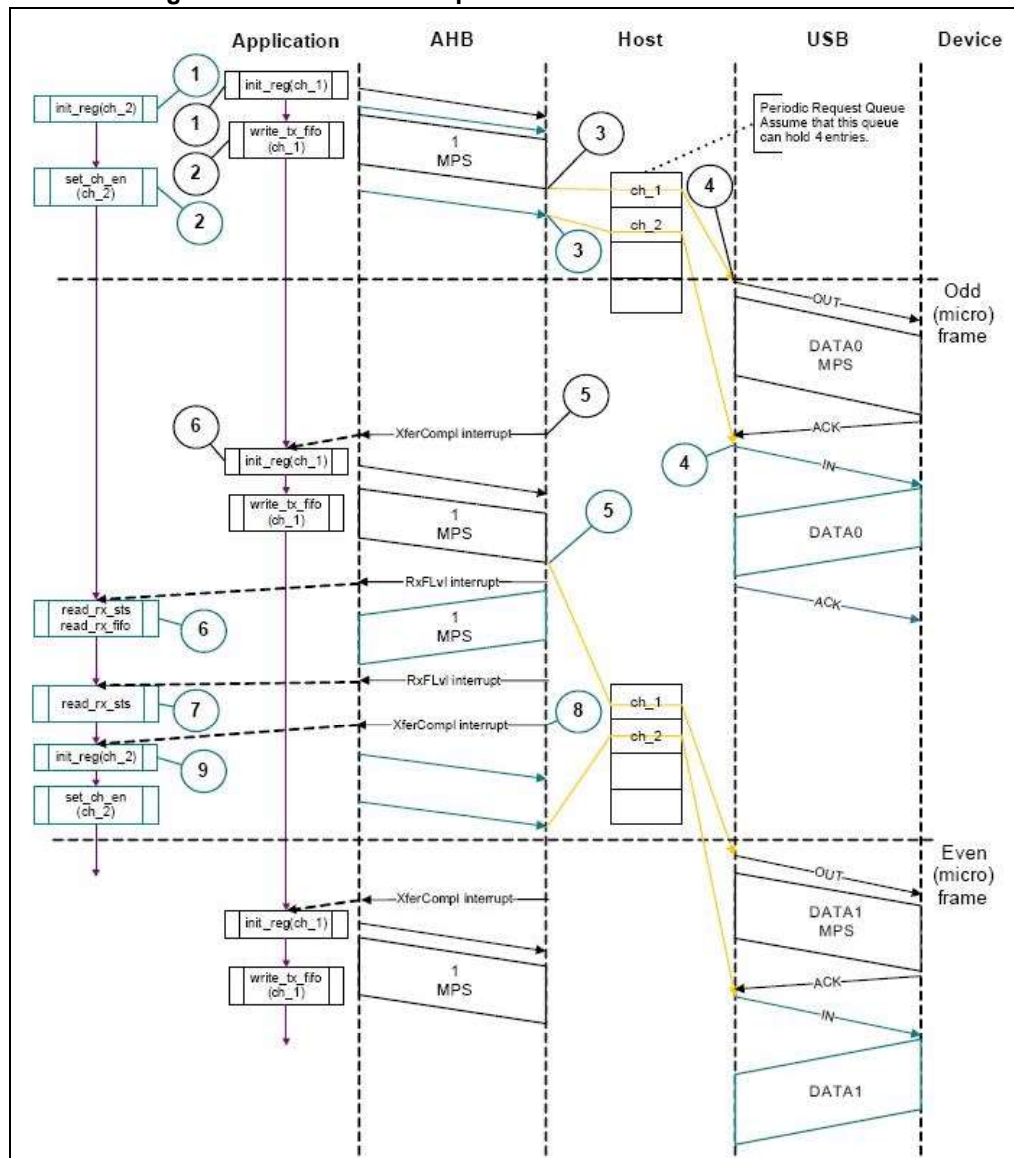 Application AHB Host USB Device
1
init_reg(ch_2)
init_reg(ch_1)
1
Periodic Request Queue
Assume that this queue
can hold 4 entries.
write_tx_fifo
(ch_1)
2
1
MPS
3
set_ch_en
(ch_2)
2
ch_1
4
ch_2
3
Odd
(micro)
frame
OUT
DATA0
MPS
5
6
XferCompl interrupt
ACK
init_reg(ch_1)
4
IN
write_tx_fifo
(ch_1)
1
MPS
5
DATA0
RxFLvl interrupt
read_rx_sts
read_rx_fifo
6
1
MPS
ACK
RxFLvl interrupt
read_rx_sts
7
ch_1
8
XferCompl interrupt
ch_2
init_reg(ch_2)
9
set_ch_en
(ch_2)
Even
(micro)
frame
OUT
XferCompl interrupt
init_reg(ch_1)
DATA1
MPS
write_tx_fifo
(ch_1)
1
MPS
ACK
IN
DATA1